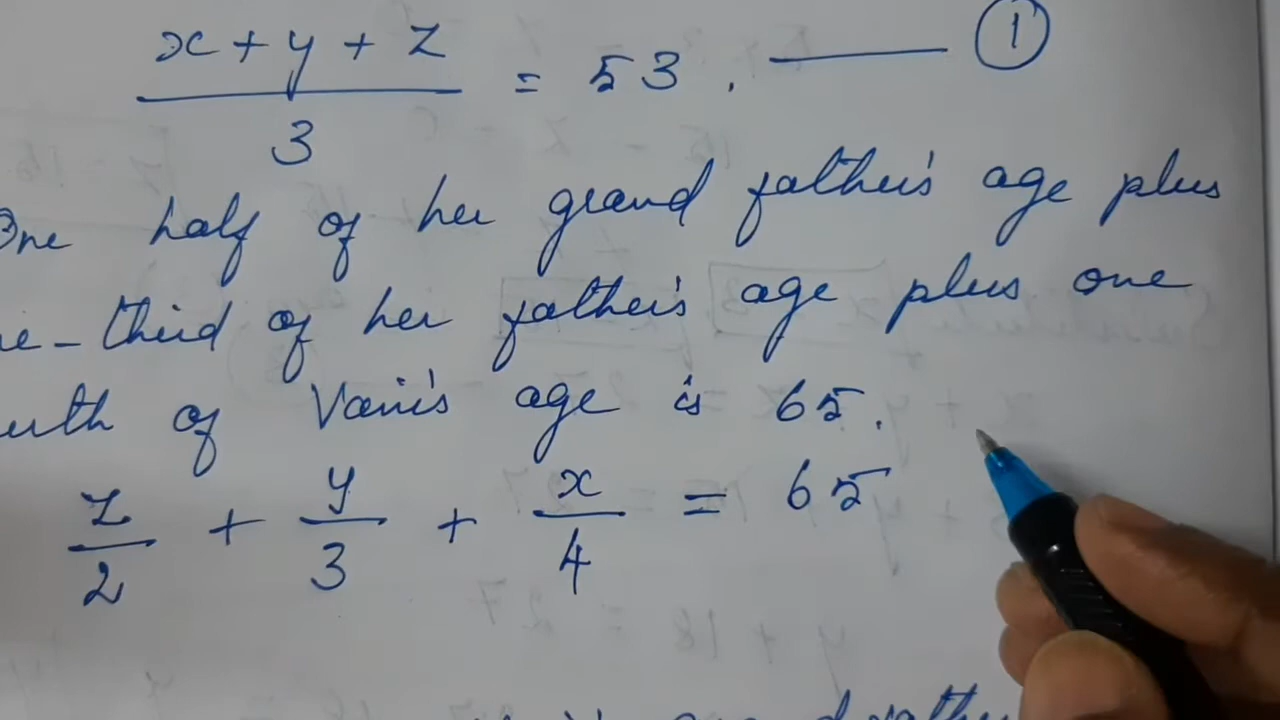 x + y + z
3
= 53. ——— ①
One half of her grand father's age plus
one-third of her father's age plus one
of Vani's age is 65.
z/2 + y/3 + x/4 = 65